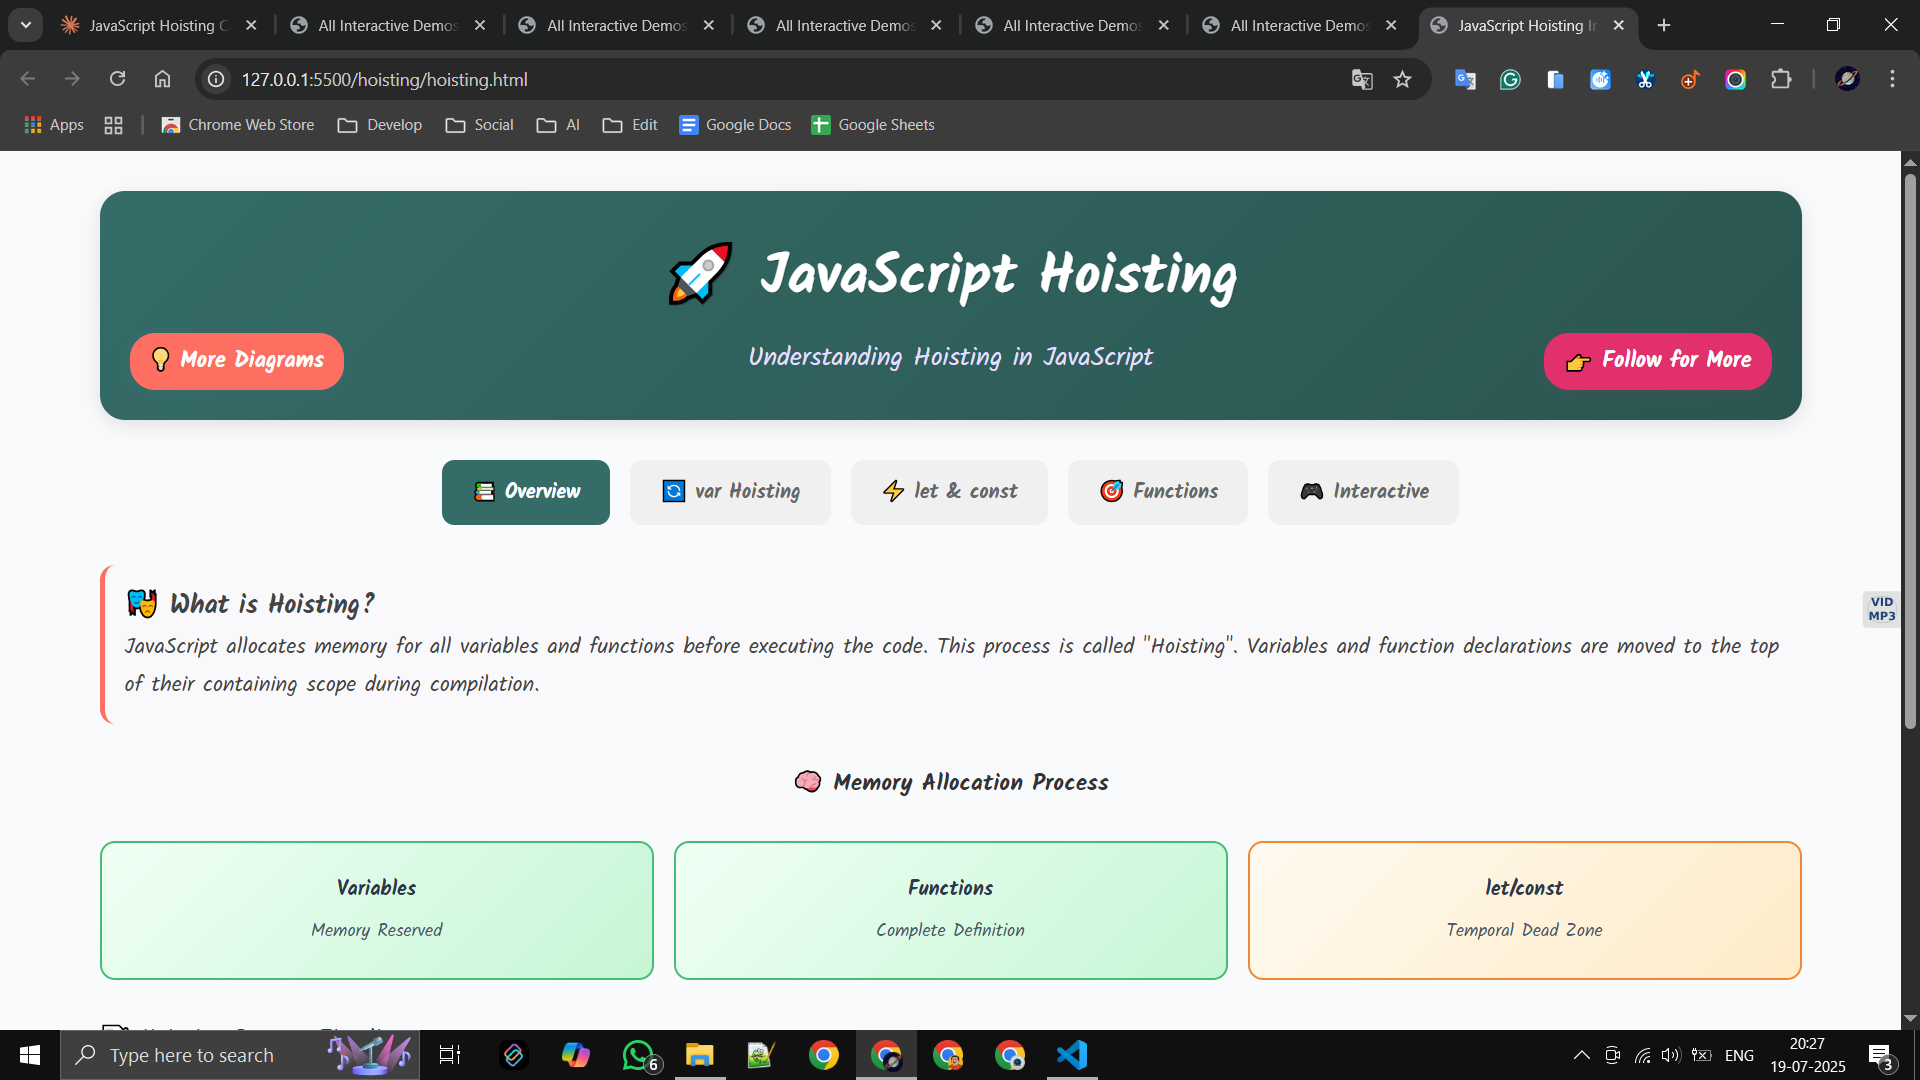 JavaScript Hoisting C
All Interactive Demos
All Interactive Demos
All Interactive Demos
All Interactive Demos
All Interactive Demos
JavaScript Hoisting In
127.0.0.1:5500/hoisting/hoisting.html
Apps
Chrome Web Store
Develop
Social
AI
Edit
Google Docs
Google Sheets
JavaScript Hoisting
Understanding Hoisting in JavaScript
More Diagrams
Follow for More
Overview
var Hoisting
let & const
Functions
Interactive
What is Hoisting?
JavaScript allocates memory for all variables and functions before executing the code. This process is called "Hoisting". Variables and function declarations are moved to the top
of their containing scope during compilation.
VID
MP3
Memory Allocation Process
Variables
Memory Reserved
Functions
Complete Definition
let/const
Temporal Dead Zone
Type here to search
6
ENG
20:27
19-07-2025
3